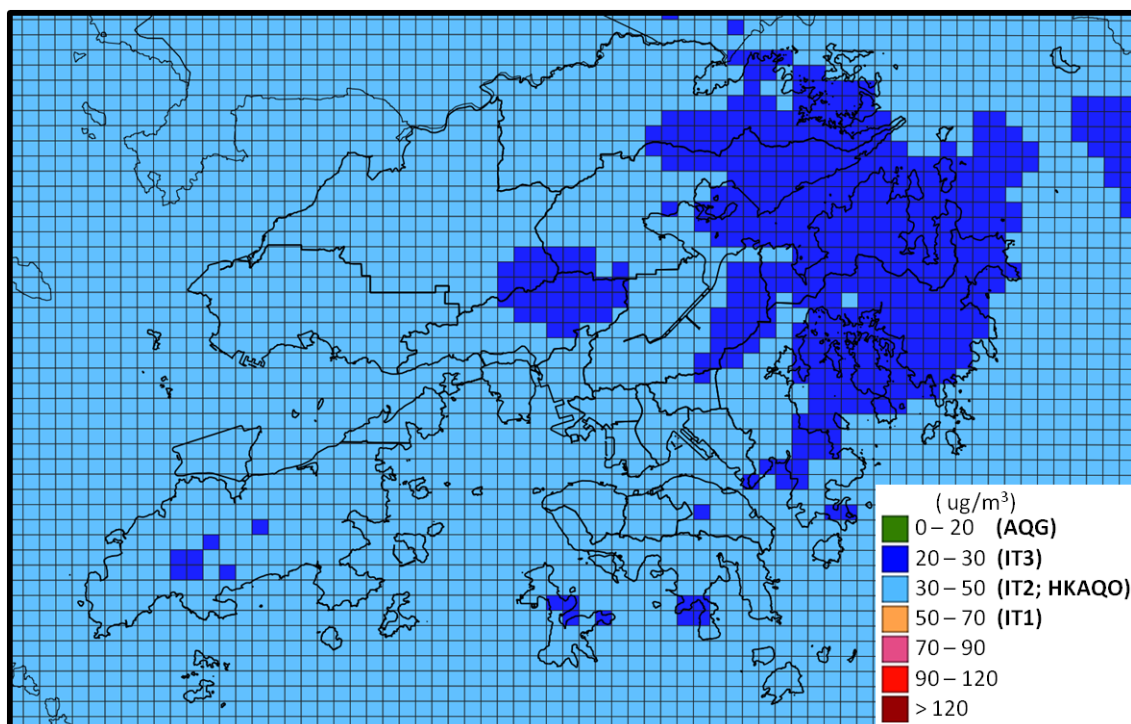 ( ug/m³)
0 – 20 (AQG)
20 – 30 (IT3)
30 – 50 (IT2; HKAQO)
50 – 70 (IT1)
70 – 90
90 – 120
> 120